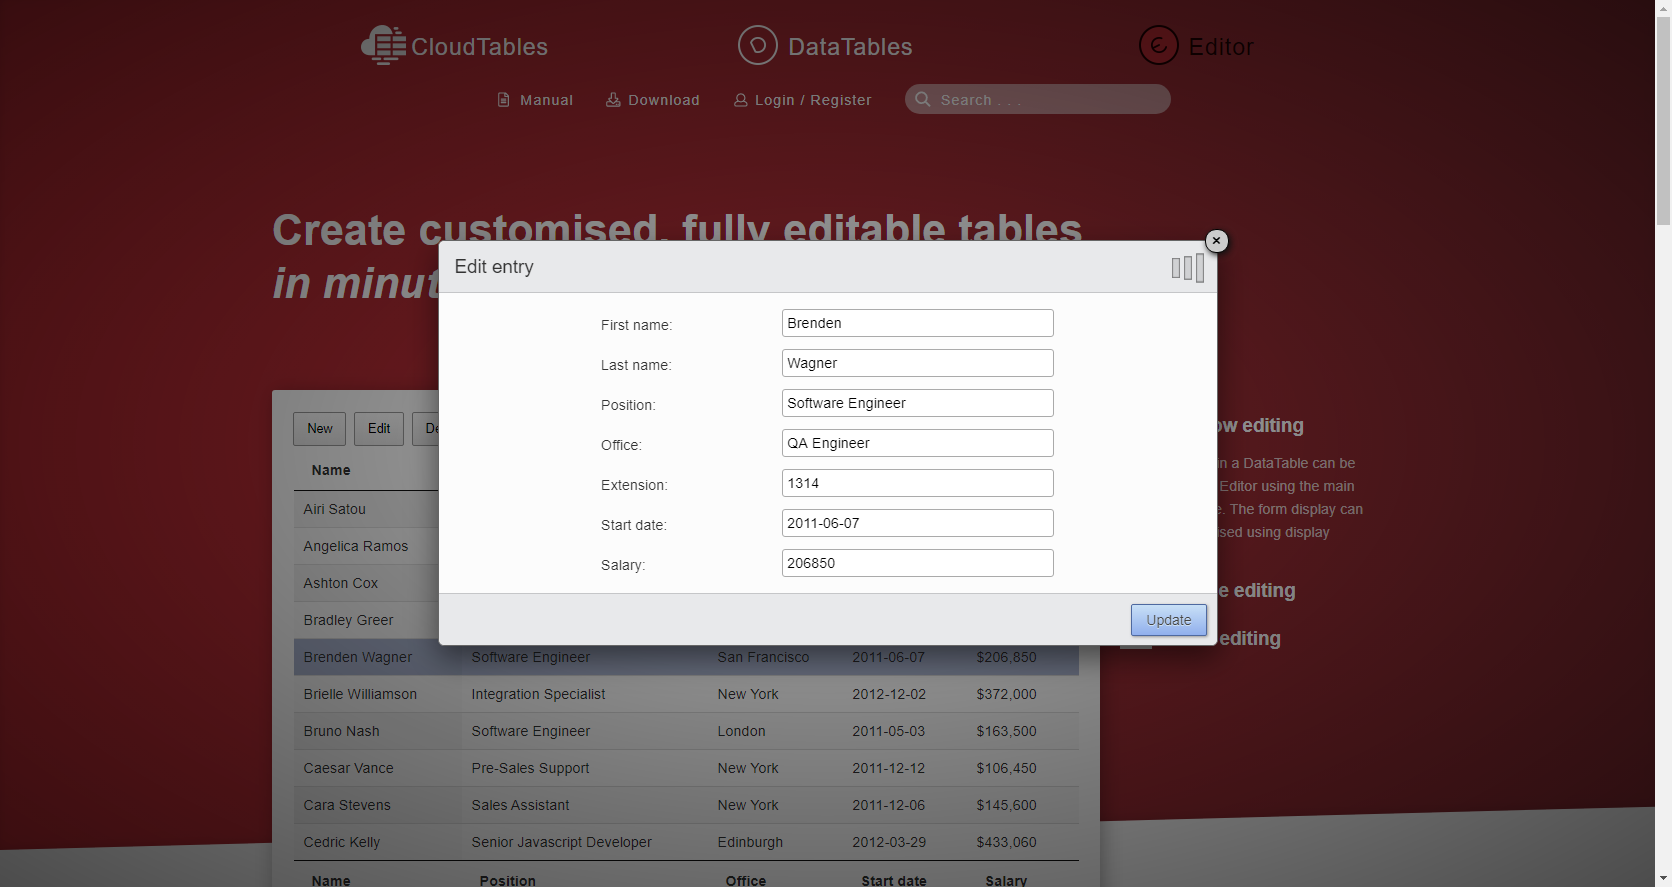 CloudTables DataTables Editor
Manual Download Login / Register Search . . .
Create customised, fully editable tables
in minut
Edit entry
First name: Brenden
Last name: Wagner
Position: Software Engineer
Office: QA Engineer
Extension: 1314
Start date: 2011-06-07
Salary: 206850
Update
New Edit De
Name
Airi Satou
Angelica Ramos
Ashton Cox
Bradley Greer
Brenden Wagner Software Engineer San Francisco 2011-06-07 $206,850
Brielle Williamson Integration Specialist New York 2012-12-02 $372,000
Bruno Nash Software Engineer London 2011-05-03 $163,500
Caesar Vance Pre-Sales Support New York 2011-12-12 $106,450
Cara Stevens Sales Assistant New York 2011-12-06 $145,600
Cedric Kelly Senior Javascript Developer Edinburgh 2012-03-29 $433,060
Name Position Office Start date Salary
ow editing
in a DataTable can be
Editor using the main
e. The form display can
ised using display
e editing
editing